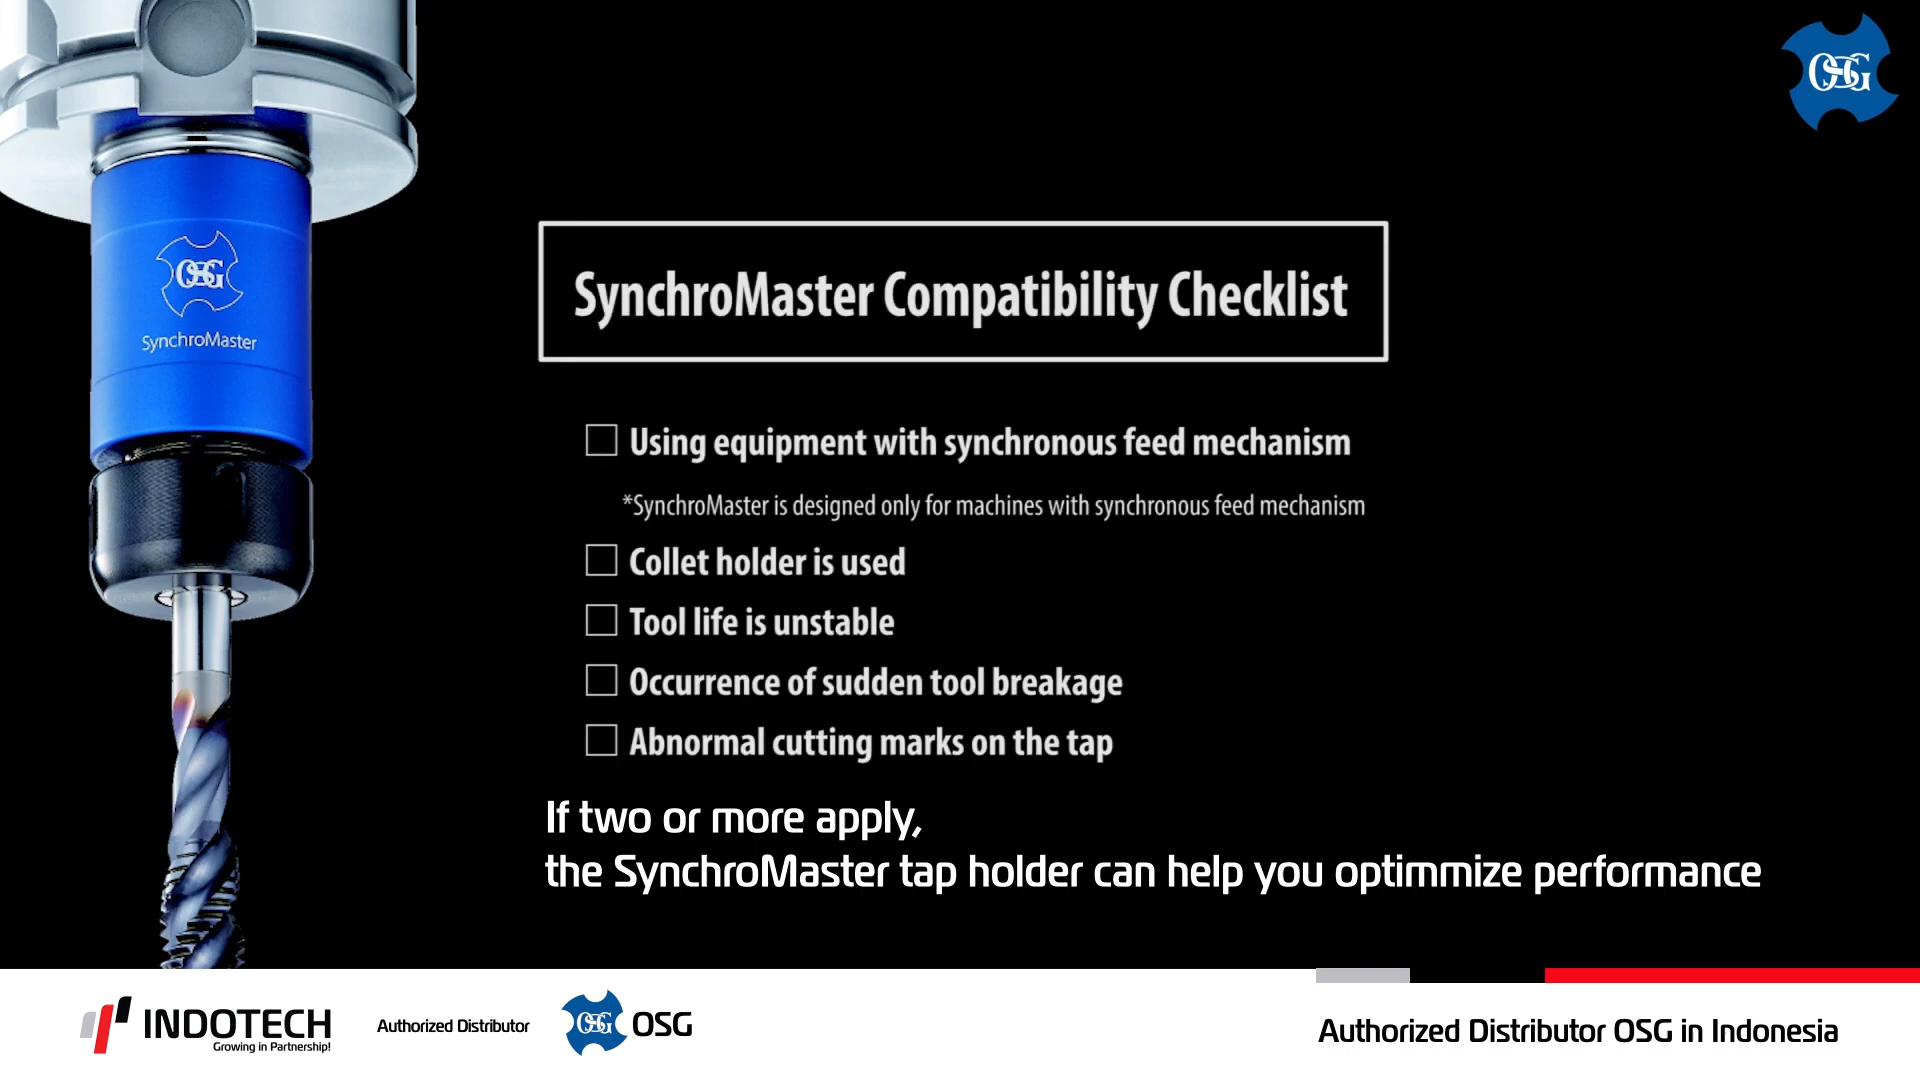 OSG
OSG
SynchroMaster
SynchroMaster Compatibility Checklist
Using equipment with synchronous feed mechanism
*SynchroMaster is designed only for machines with synchronous feed mechanism
Collet holder is used
Tool life is unstable
Occurrence of sudden tool breakage
Abnormal cutting marks on the tap
If two or more apply,
the SynchroMaster tap holder can help you optimmize performance
INDOTECH
Growing in Partnership!
Authorized Distributor
OSG OSG
Authorized Distributor OSG in Indonesia